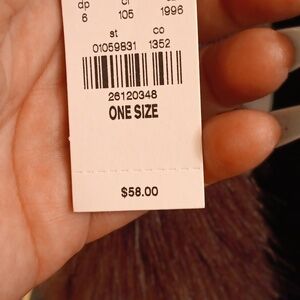 dp cl
6 105 1996
st co
01059831 1352
26120348
ONE SIZE
$58.00